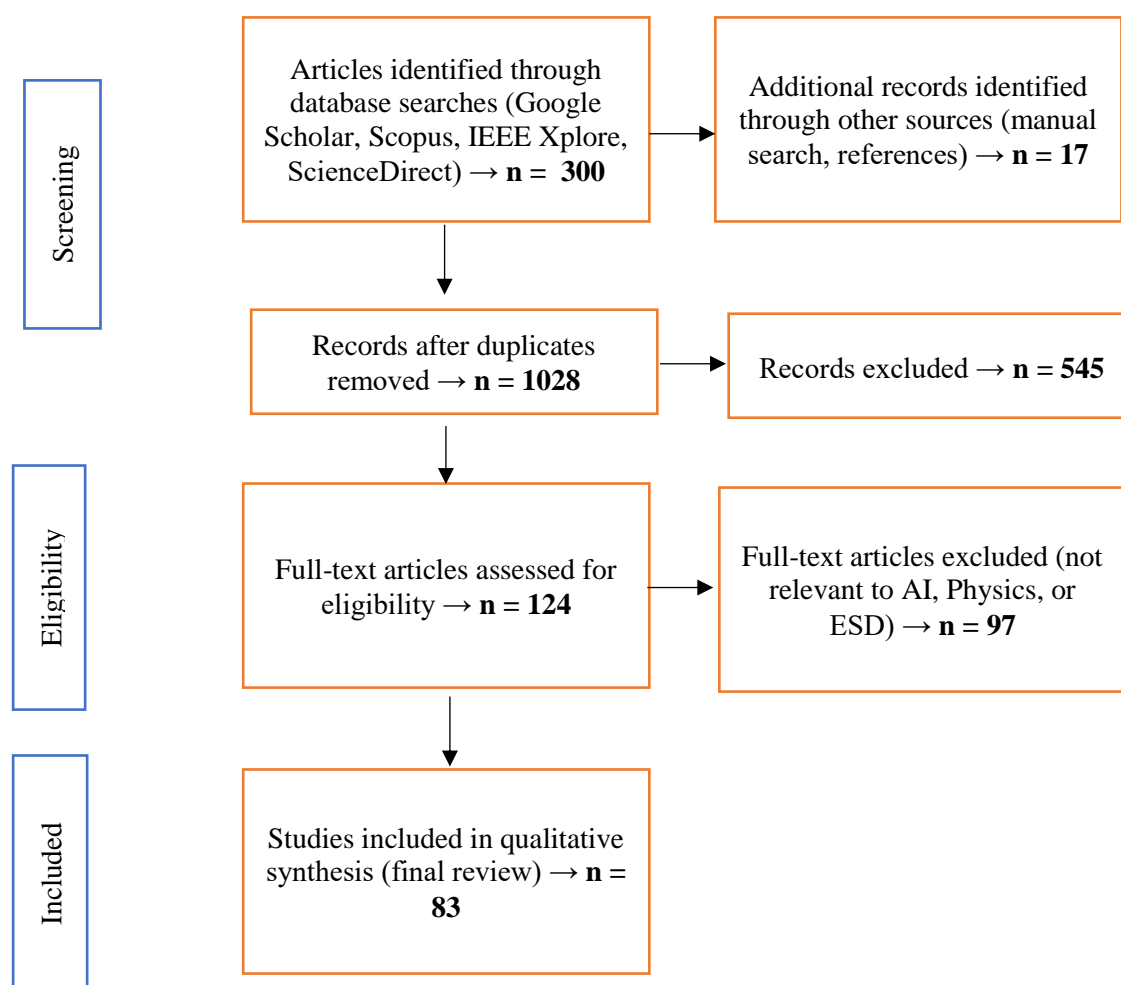 Screening
Articles identified through
database searches (Google
Scholar, Scopus, IEEE Xplore,
ScienceDirect) → n = 300
Additional records identified
through other sources (manual
search, references) → n = 17
Records after duplicates
removed → n = 1028
Records excluded → n = 545
Eligibility
Full-text articles assessed for
eligibility → n = 124
Full-text articles excluded (not
relevant to AI, Physics, or
ESD) → n = 97
Included
Studies included in qualitative
synthesis (final review) → n =
83